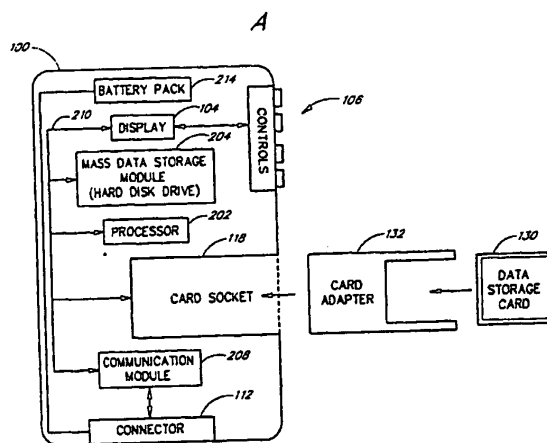 A
100
BATTERY PACK
214
210
DISPLAY
104
204
MASS DATA STORAGE
MODULE
(HARD DISK DRIVE)
CONTROLS
106
PROCESSOR
202
118
CARD SOCKET
132
CARD
ADAPTER
130
DATA
STORAGE
CARD
COMMUNICATION
MODULE
208
CONNECTOR
112